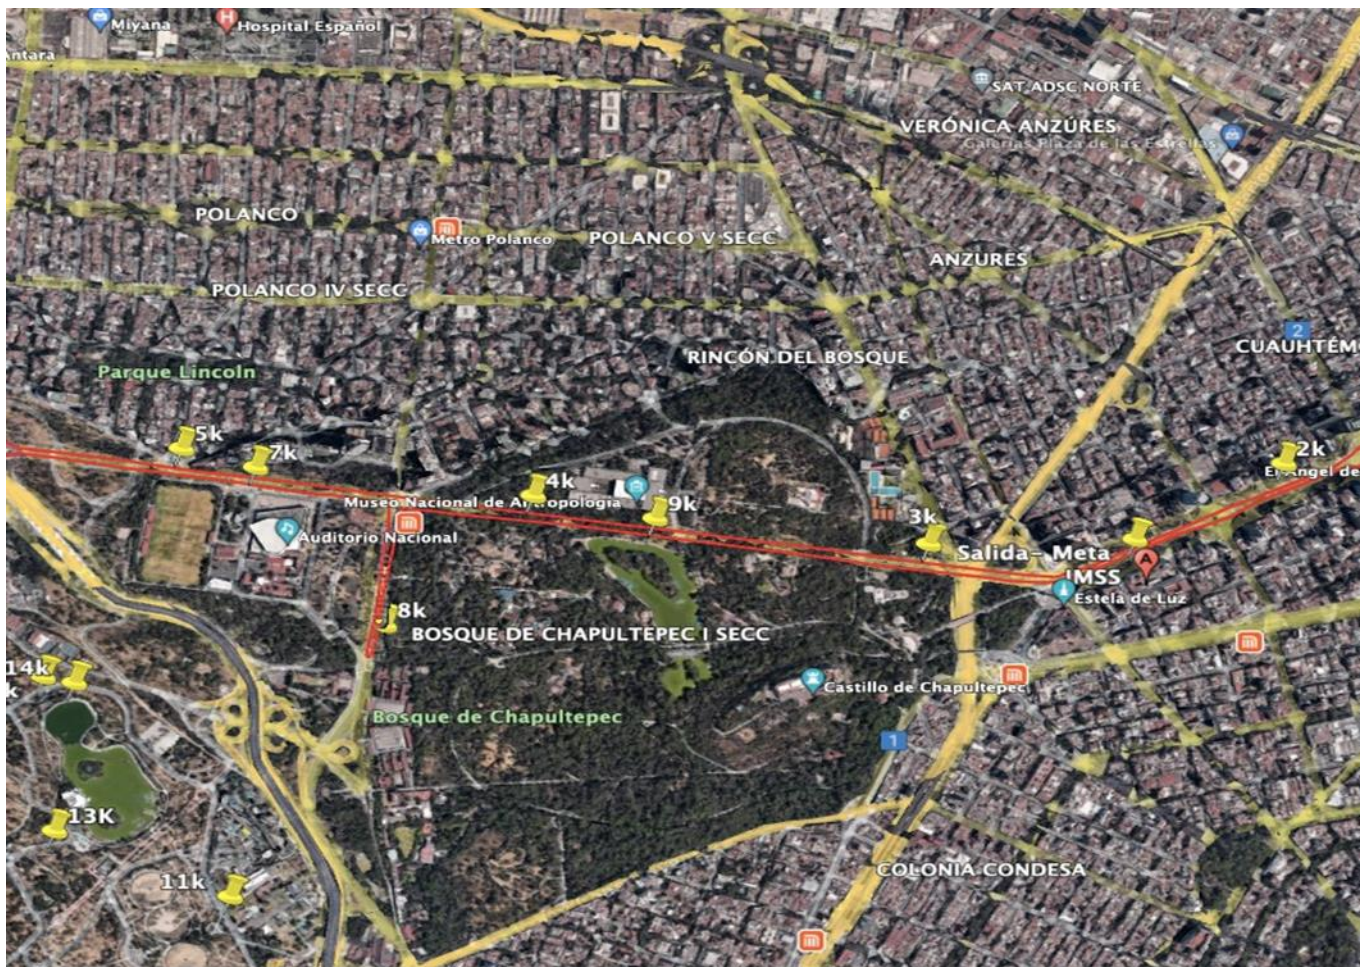 Miyana
Hospital Español
Antara
SAT ADSC NORTE
VERÓNICA ANZÚRES
Galerías Plaza de las Estrellas
POLANCO
Metro Polanco
POLANCO V SECC
ANZURES
POLANCO IV SECC
2
CUAUHTÉMO
RINCÓN DEL BOSQUE
Parque Lincoln
5k
7k
4k
2k
El Angel de
Museo Nacional de Antropología
9k
3k
Auditorio Nacional
Salida- Meta
IMSS
A
Estela de Luz
8k
BOSQUE DE CHAPULTEPEC I SECC
14k
k
Castillo de Chapultepec
Bosque de Chapultepec
1
13K
11k
COLONIA CONDESA